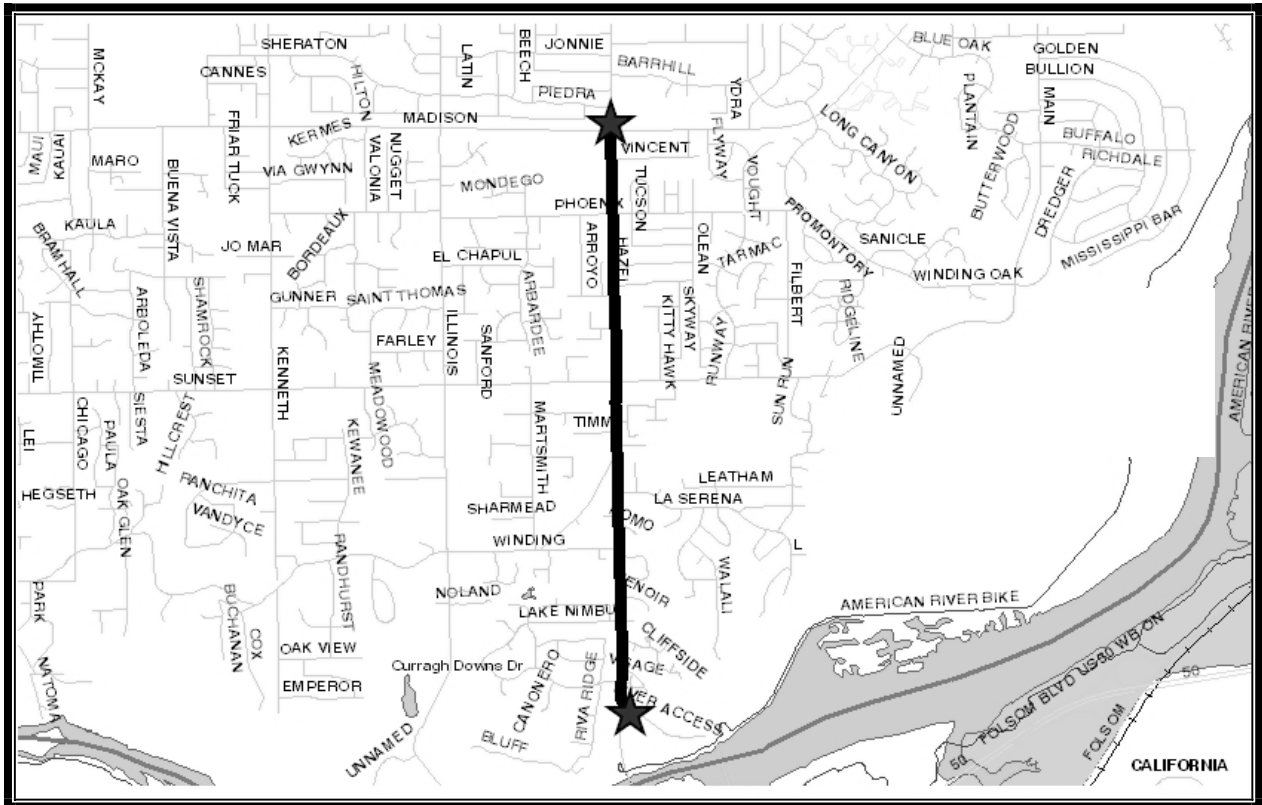 SHERATON
LATIN
BEECH
JONNIE
BLUE OAK
GOLDEN
MCKAY
CANNES
HILTON
BARRHILL
BULLION
PIEDRA
YDRA
PLANTAIN
MAIN
FRIAR TUCK
KERMES
MADISON
LONG CANYON
MAUI
KAUAI
MARO
BUENA VISTA
VIA GWYNN
VALONIA
NUGGET
VINCENT
FLYWAY
BUTTERWOOD
BUFFALO
RICHDALE
MONDEGO
TUCSON
VOUGHT
DREDGER
PHOENIX
PROMONTORY
KAULA
BRAMHALL
JO MAR
BORDEAUX
ARROYO
HAZEL
OLEAN
TARMAC
SANICLE
MISSISSIPPI BAR
EL CHAPUL
WINDING OAK
AMERICAN RIVER
TIMOTHY
ARBOLEDA
SHAMROCK
GUNNER
SAINT THOMAS
ARBARDEE
KITTY HAWK
SKYWAY
RUNWAY
FILBERT
RIDGELINE
UNNAMED
FARLEY
ILLINOIS
SANFORD
SUNSET
KENNETH
MEADOWOOD
SUN RUN
LEI
CHICAGO
PAULA
SIESTA
HILLCREST
KEWANEE
MARTSMITH
TIMM
HEGSETH
OAK GLEN
RANCHITA
VANDYCE
LEATHAM
LA SERENA
SHARMEAD
OMO
WINDING
L
PARK
BUCHANAN
RANDHURST
NOLAND
ENOIR
WALALI
LAKE NIMBU
AMERICAN RIVER BIKE
COX
OAK VIEW
CLIFFSIDE
FOLSOM BLVD US50 WB ON
NATOMA
Curragh Downs Dr
CANONERO
RIVA RIDGE
VISAGE
50
EMPEROR
VER ACCESS
FOLSOM
UNNAMED
BLUFF
50
CALIFORNIA